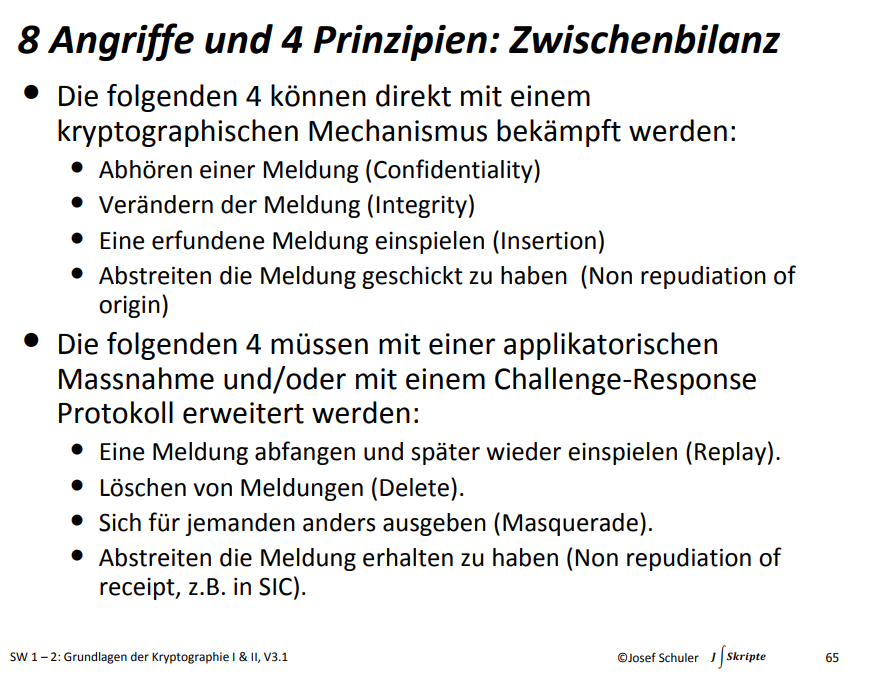 8 Angriffe und 4 Prinzipien: Zwischenbilanz
• Die folgenden 4 können direkt mit einem
kryptographischen Mechanismus bekämpft werden:
• Abhören einer Meldung (Confidentiality)
• Verändern der Meldung (Integrity)
• Eine erfundene Meldung einspielen (Insertion)
• Abstreiten die Meldung geschickt zu haben (Non repudiation of
origin)
• Die folgenden 4 müssen mit einer applikatorischen
Massnahme und/oder mit einem Challenge-Response
Protokoll erweitert werden:
• Eine Meldung abfangen und später wieder einspielen (Replay).
• Löschen von Meldungen (Delete).
• Sich für jemanden anders ausgeben (Masquerade).
• Abstreiten die Meldung erhalten zu haben (Non repudiation of
receipt, z.B. in SIC).
SW 1 – 2: Grundlagen der Kryptographie I & II, V3.1
©Josef Schuler J∫Skripte 65